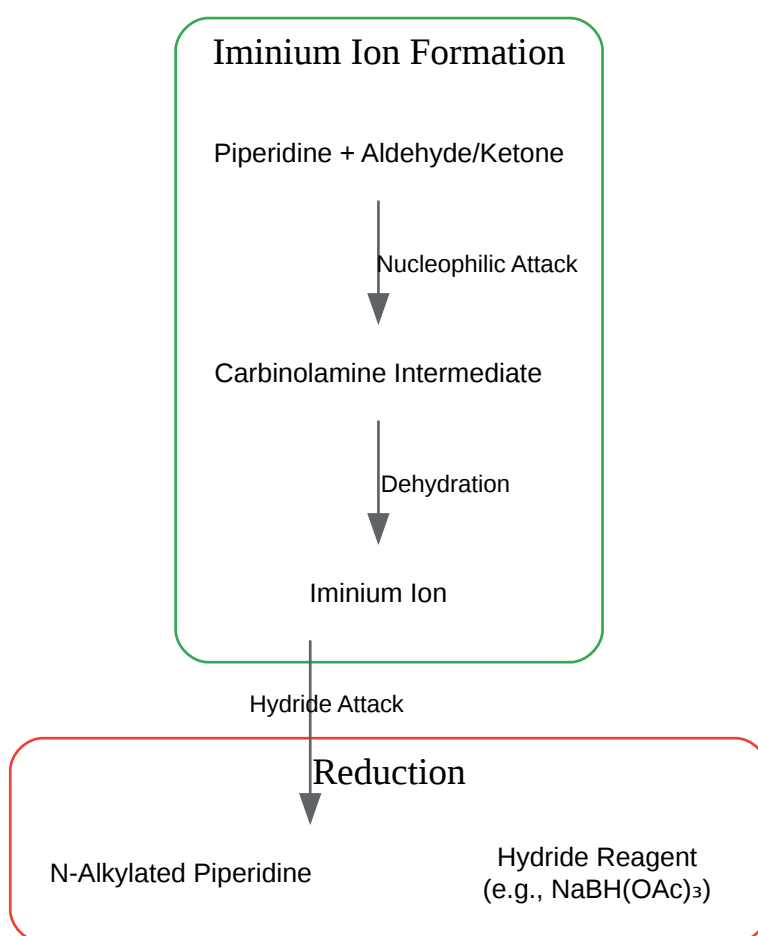 Iminium Ion Formation
Piperidine + Aldehyde/Ketone
Nucleophilic Attack
Carbinolamine Intermediate
Dehydration
Iminium Ion
Hydride Attack
Reduction
N-Alkylated Piperidine
Hydride Reagent
(e.g., NaBH(OAc)₃)